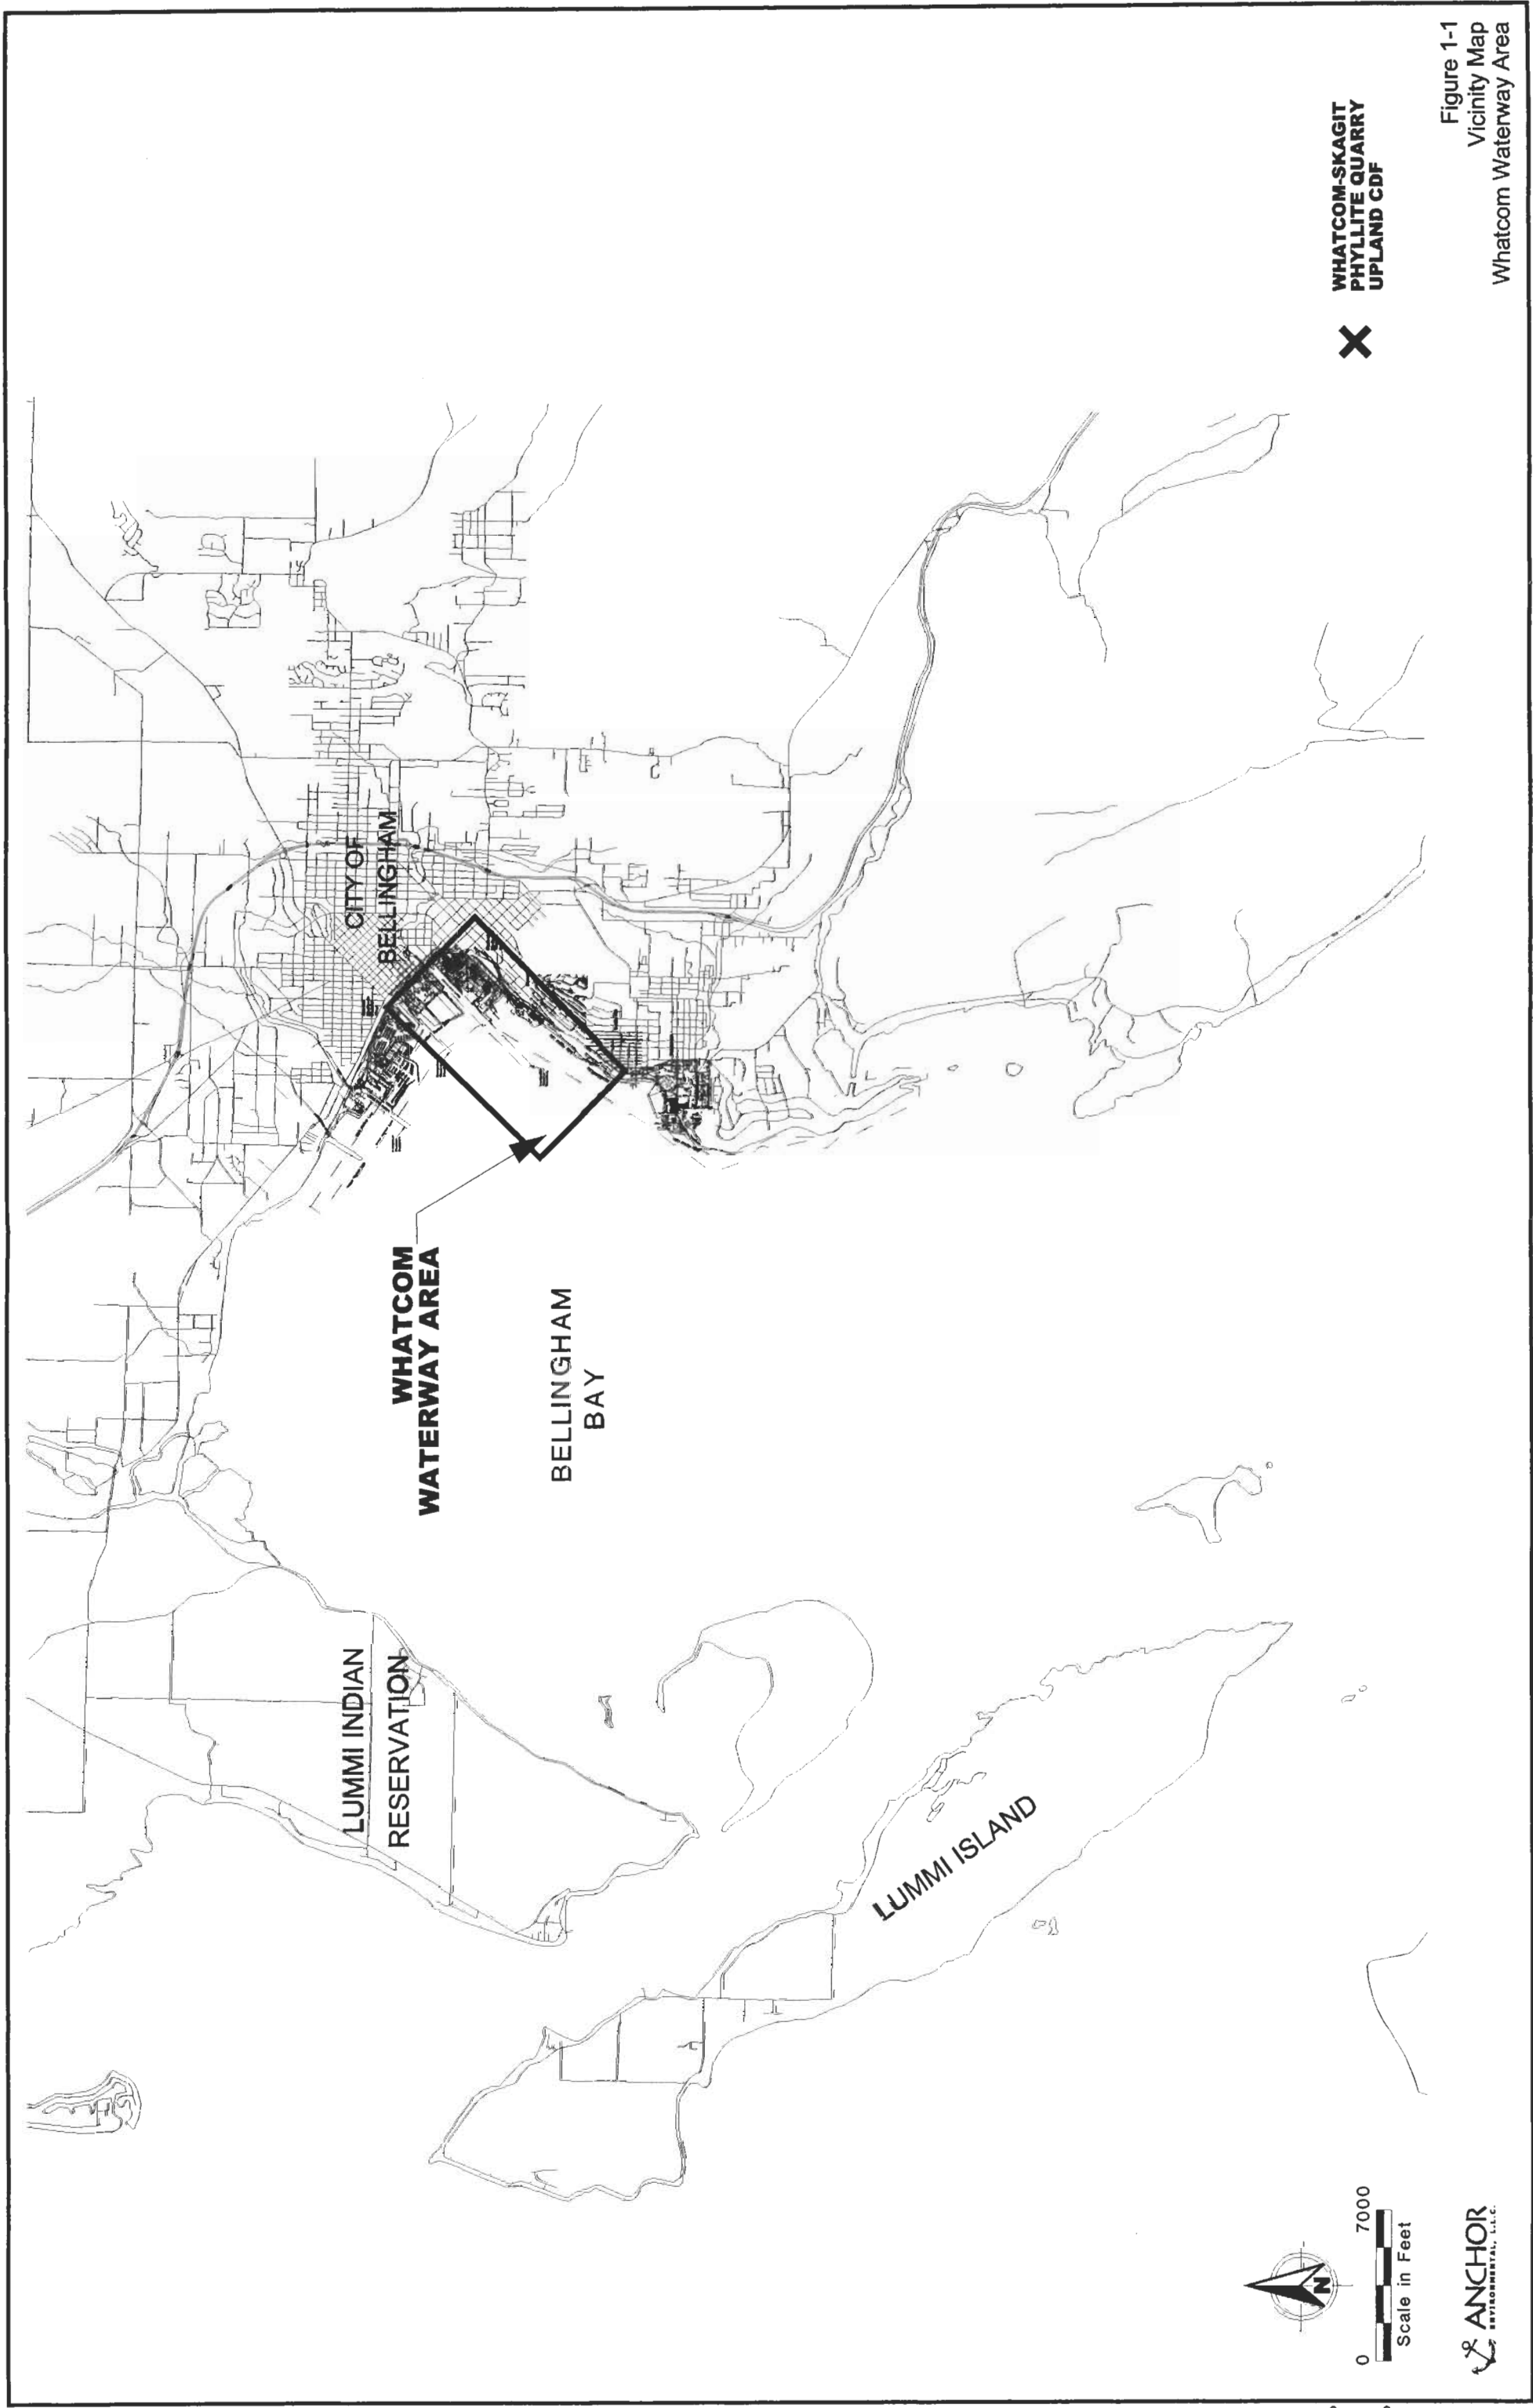 CITY OF
BELLINGHAM
WHATCOM
WATERWAY AREA
BELLINGHAM
BAY
LUMMI INDIAN
RESERVATION
LUMMI ISLAND
WHATCOM-SKAGIT
PHYLLITE QUARRY
UPLAND CDF
N
0 7000
Scale in Feet
ANCHOR
ENVIRONMENTAL, L.L.C.
Figure 1-1
Vicinity Map
Whatcom Waterway Area